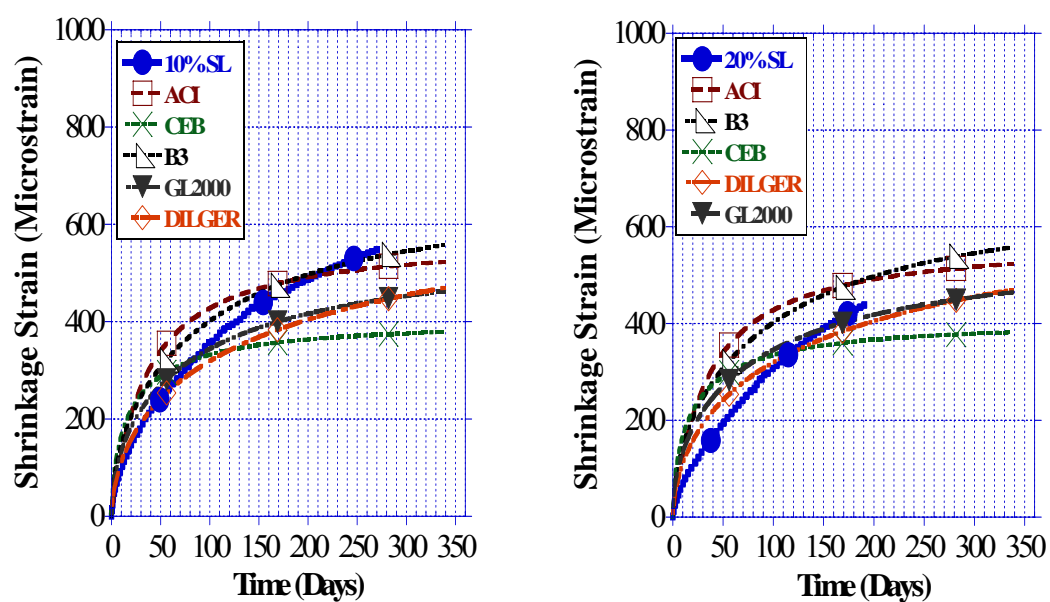 Shrinkage Strain (Microstrain)
1000
800
600
400
200
0
10%SL
ACI
CEB
B3
GL2000
DILGER
0 50 100 150 200 250 300 350
Time (Days)
Shrinkage Strain (Microstrain)
1000
800
600
400
200
0
20%SL
ACI
B3
CEB
DILGER
GL2000
0 50 100 150 200 250 300 350
Time (Days)